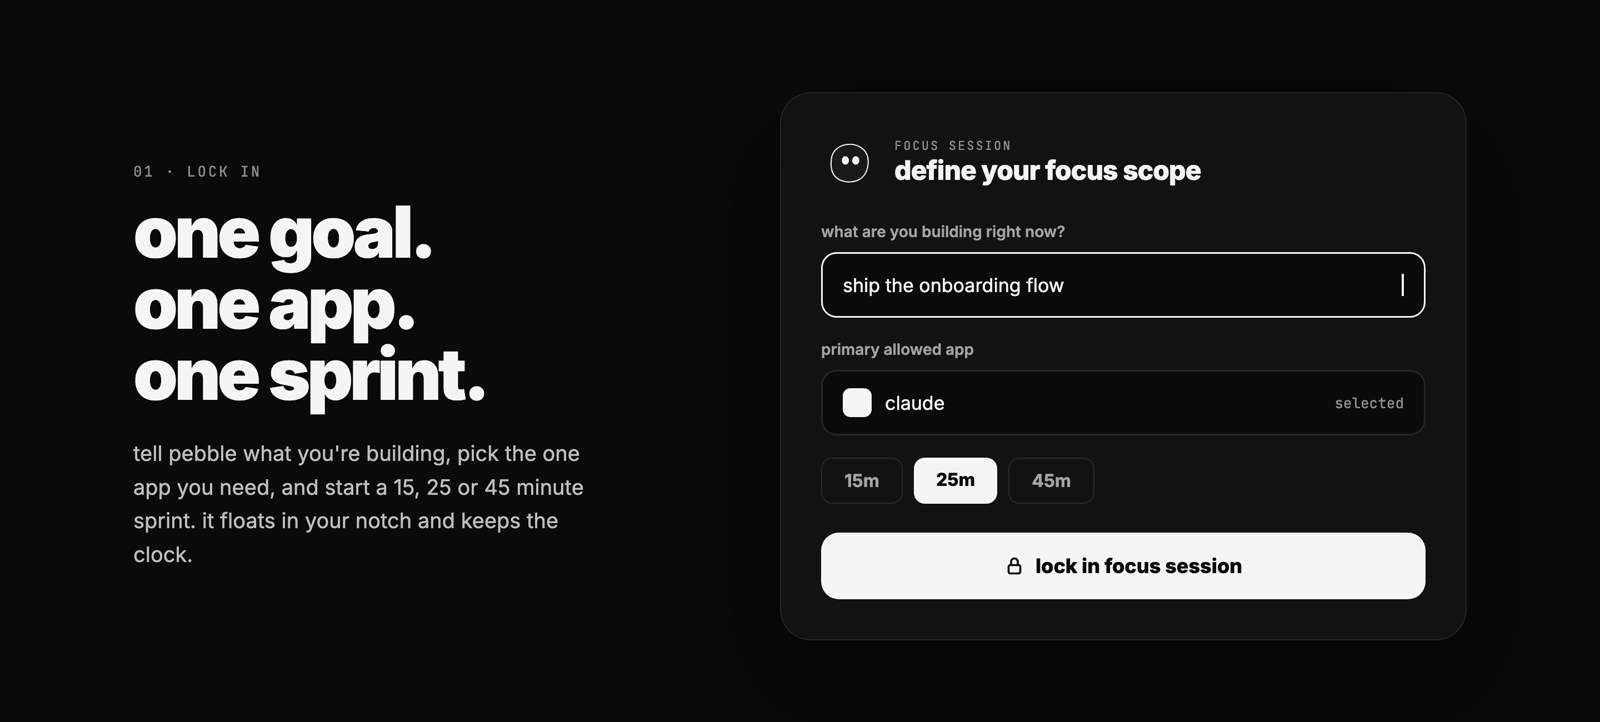 01 · LOCK IN
one goal.
one app.
one sprint.
tell pebble what you're building, pick the one
app you need, and start a 15, 25 or 45 minute
sprint. it floats in your notch and keeps the
clock.
FOCUS SESSION
define your focus scope
what are you building right now?
ship the onboarding flow
primary allowed app
claude selected
15m 25m 45m
lock in focus session